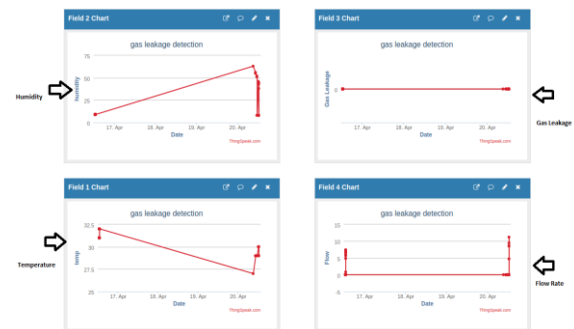 Field 2 Chart
gas leakage detection
75
50
25
0
Humidity
17. Apr 18. Apr 19. Apr 20. Apr
Date
ThingSpeak.com
Humidity
Field 3 Chart
gas leakage detection
0
Gas Leakage
17. Apr 18. Apr 19. Apr 20. Apr
Date
ThingSpeak.com
Gas Leakage
Field 1 Chart
gas leakage detection
32.5
30
27.5
25
temp
17. Apr 18. Apr 19. Apr 20. Apr
Date
ThingSpeak.com
Temperature
Field 4 Chart
gas leakage detection
15
10
5
0
-5
Flow
17. Apr 18. Apr 19. Apr 20. Apr
Date
ThingSpeak.com
Flow Rate